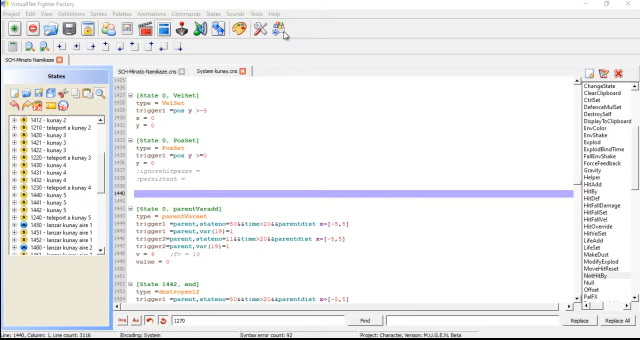 VirtuallTek Fighter Factory
File Edit View Definitions Sprites Palettes Animations Commands States Sounds Tools Help
SCH-Minato Namikaze
States
1412 - kunay 2
1210 - teleport a kunay 2
1420 - kunay 3
1421 - kunay 3
1422 - kunay 3
1220 - teleport a kunay 3
1430 - kunay 4
1431 - kunay 4
1432 - kunay 4
1230 - teleport a kunay 4
1440 - kunay 5
1441 - kunay 5
1442 - kunay 5
1240 - teleport a kunay 5
1450 - lanzar kunay aire 1
1451 - lanzar kunay aire 1
1452 - lanzar kunay aire 1
1460 - lanzar kunay aire 2
1461 - lanzar kunay aire 2
SCH-Minato Namikaze.cns System kunay.cns
1425
1426
1427 [State 0, VelSet]
1428 type = VelSet
1429 trigger1 =pos y >-5
1430 x = 0
1431 y = 0
1432
1433 [State 0, PosSet]
1434 type = PosSet
1435 trigger1 =pos y >=0
1436 y = 0
1437 ;ignorehitpause =
1438 ;persistent =
1439
1440
1441
1442 [State 0, parentVaradd]
1443 type = parentVarset
1444 trigger1 =parent,stateno=50&&time>20&&parentdist x=[-5,5]
1445 trigger1=parent,var(19)=1
1446 trigger2=parent,stateno=11&&time>20&&parentdist x=[-5,5]
1447 trigger2=parent,var(19)=1
1448 value = 0
1450
1451
1452 [State 1442, end]
1453 type =destroyself
1454 trigger1 =parent,stateno=50&&time>20&&parentdist x=[-5,5]
ChangeState
ClearClipboard
CtrlSet
DefenceMulSet
DestroySelf
DisplayToClipboard
EnvColor
EnvShake
Explod
ExplodBindTime
FallEnvShake
ForceFeedback
Gravity
Helper
HitAdd
HitBy
HitDef
HitFallDamage
HitFallSet
HitFallVel
HitOverride
HitVelSet
LifeAdd
LifeSet
MakeDust
ModifyExplod
MoveHitReset
NotHitBy
Null
Offset
PalFX
1270 Find Replace Replace All
Line: 1440, Column: 1, Line count: 3116 Encoding: System Syntax error count: 92 Project: Character, Version: M.U.G.E.N. Beta